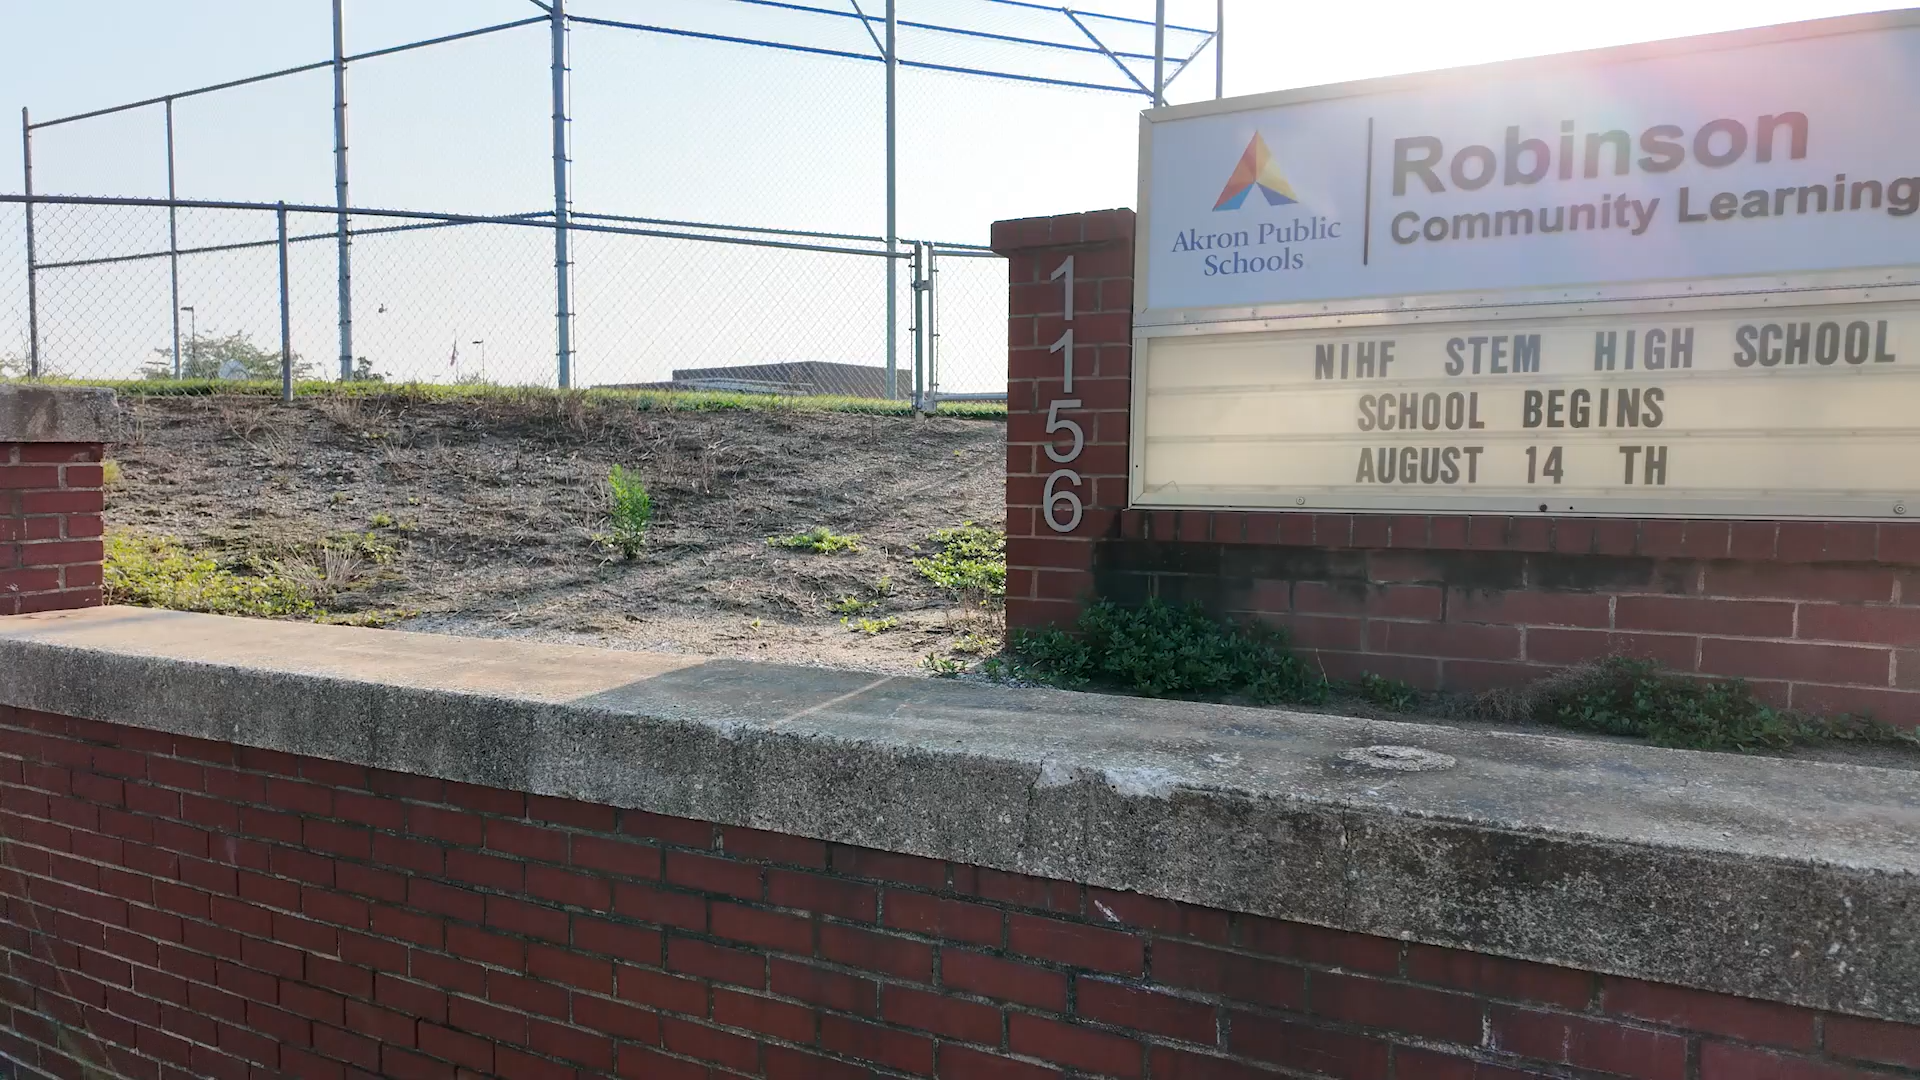 Akron Public
Schools
Robinson
Community Learning
1156
NIHF STEM HIGH SCHOOL
SCHOOL BEGINS
AUGUST 14 TH